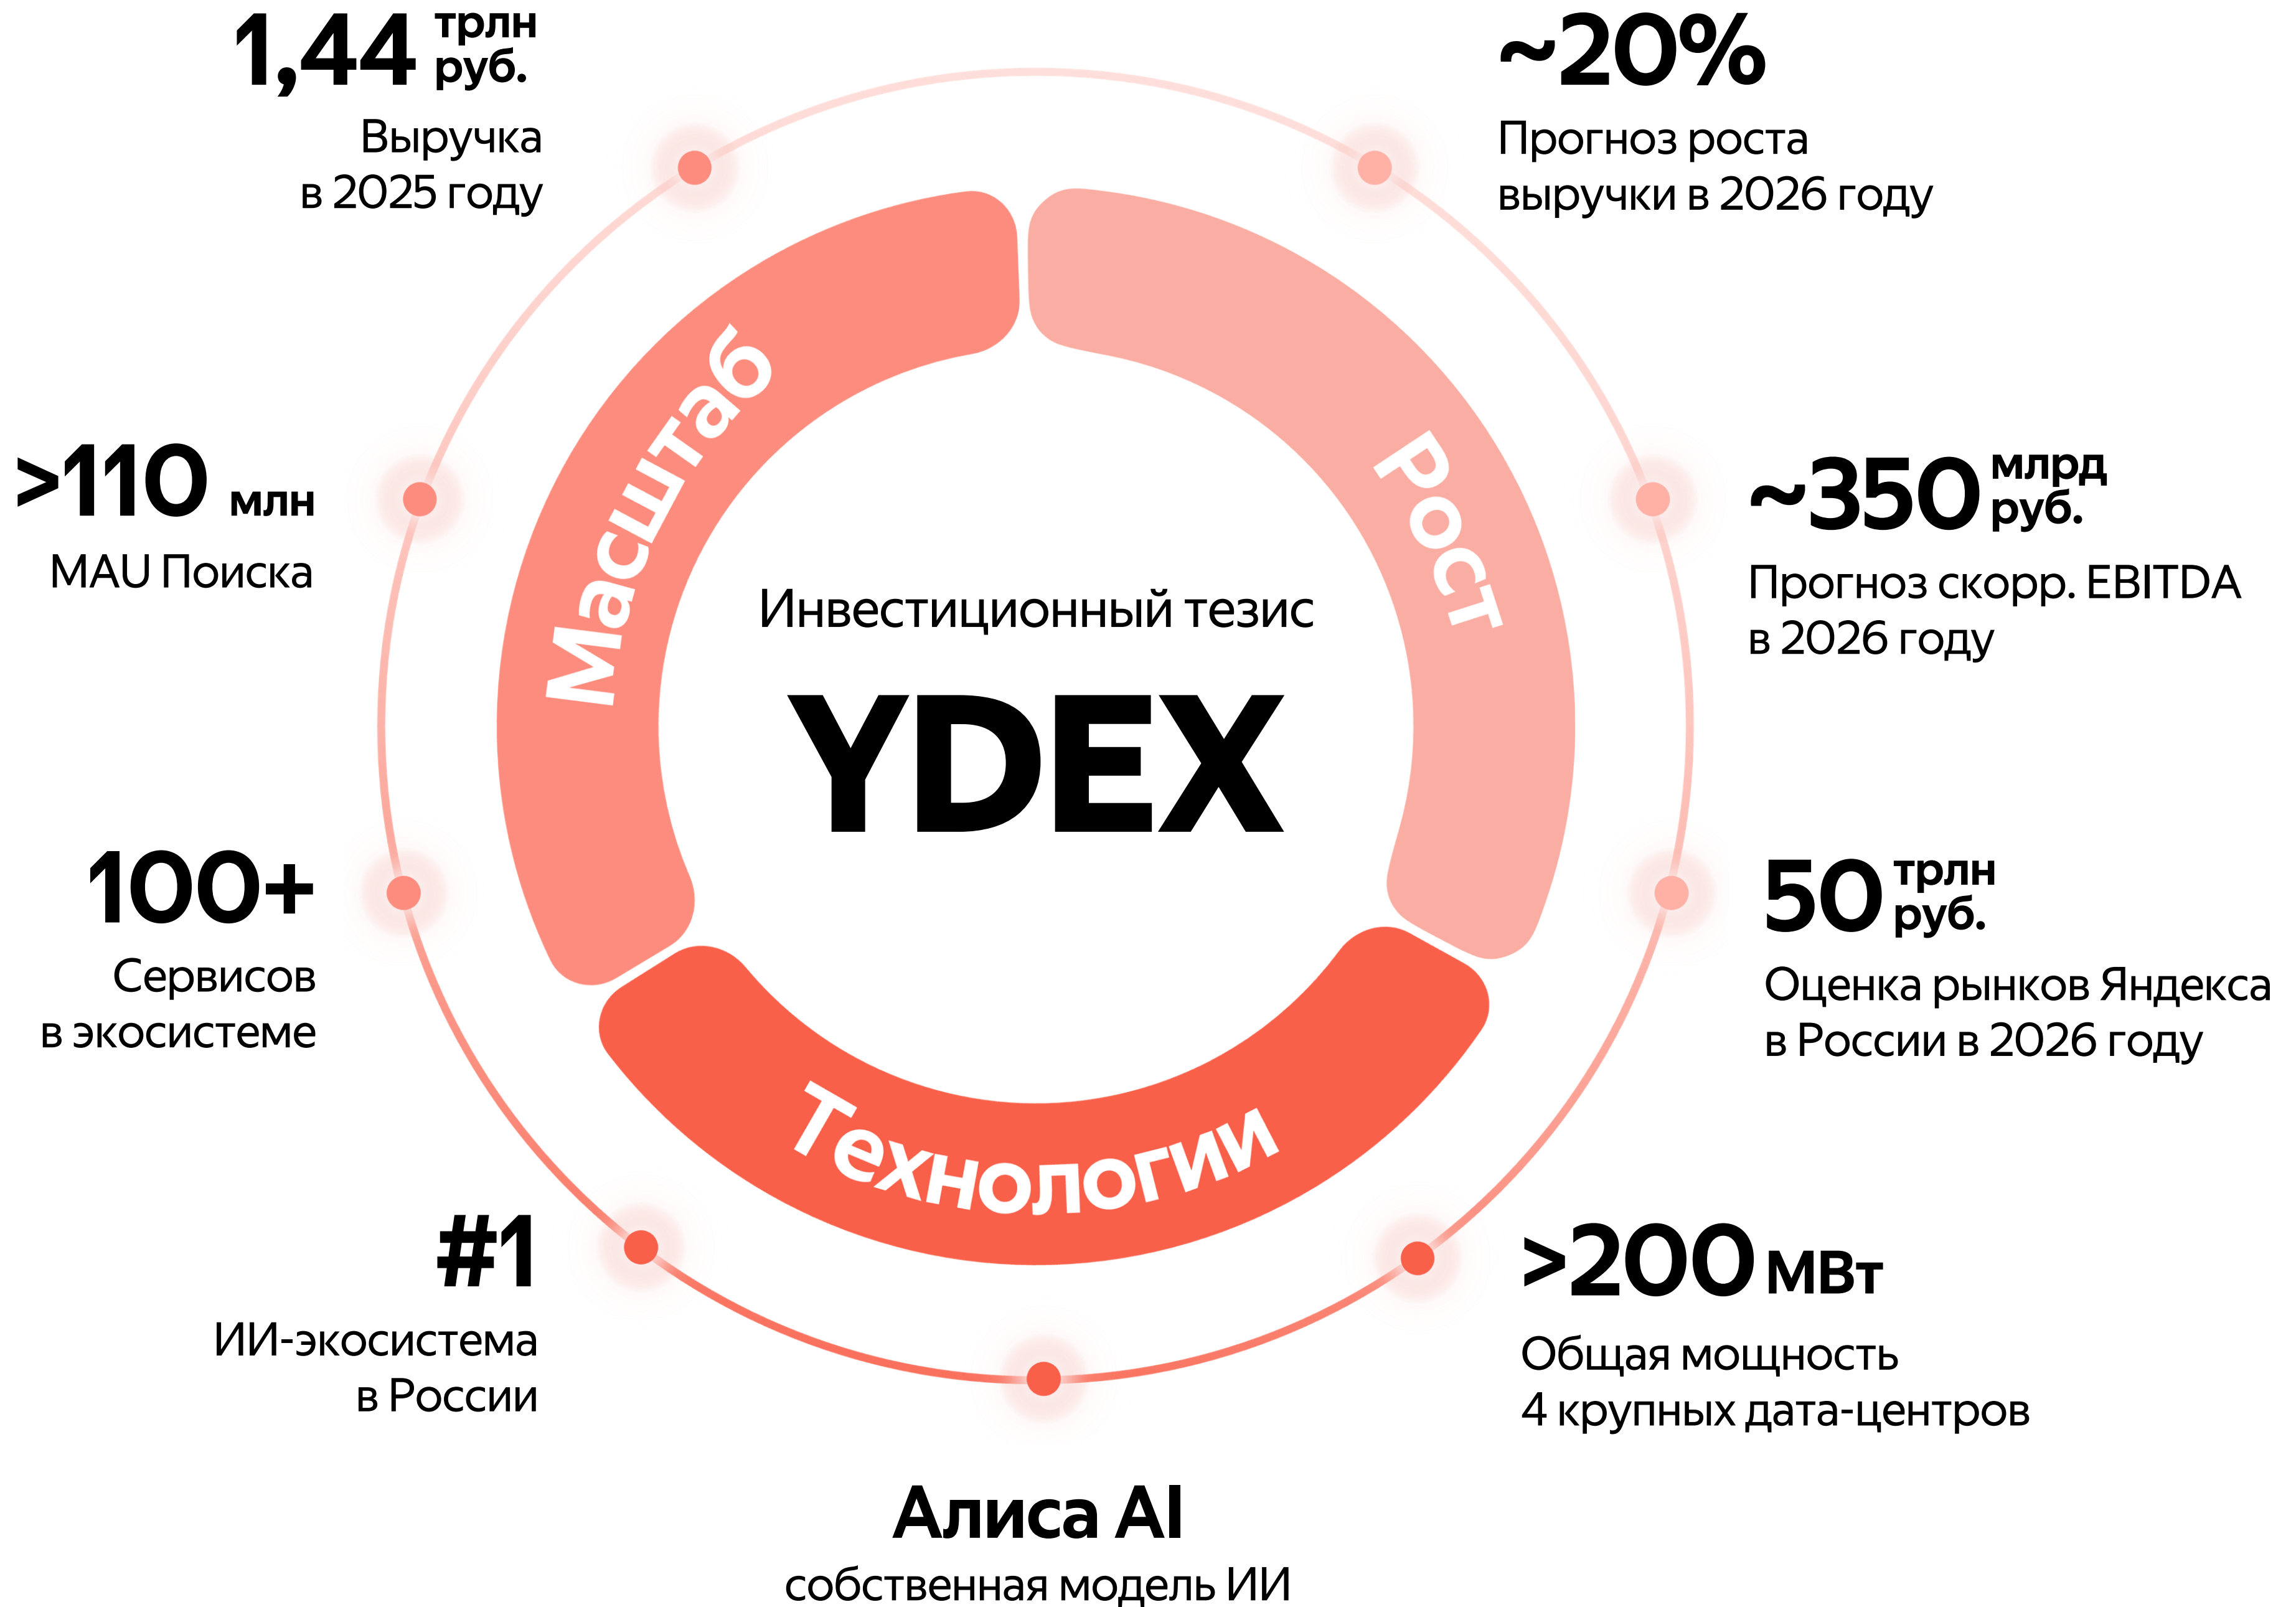 1,44 трлн руб.
Выручка
в 2025 году
~20%
Прогноз роста
выручки в 2026 году
>110 млн
MAU Поиска
~350 млрд руб.
Прогноз скорр. EBITDA
в 2026 году
100+
Сервисов
в экосистеме
50 трлн руб.
Оценка рынков Яндекса
в России в 2026 году
#1
ИИ-экосистема
в России
>200 МВт
Общая мощность
4 крупных дата-центров
Алиса AI
собственная модель ИИ
Масштаб
Рост
Технологии
Инвестиционный тезис
YDEX